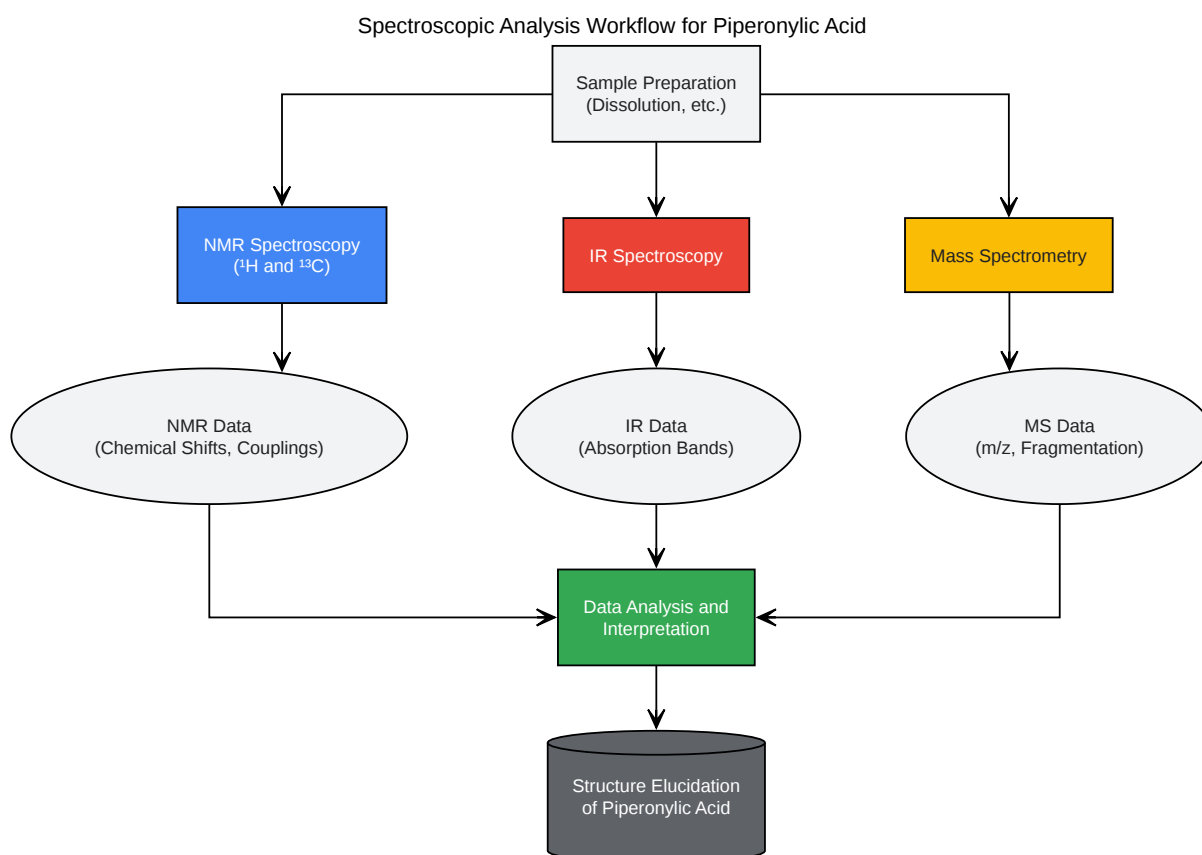 Spectroscopic Analysis Workflow for Piperonylic Acid
Sample Preparation
(Dissolution, etc.)
NMR Spectroscopy
(¹H and ¹³C)
IR Spectroscopy
Mass Spectrometry
NMR Data
(Chemical Shifts, Couplings)
IR Data
(Absorption Bands)
MS Data
(m/z, Fragmentation)
Data Analysis and
Interpretation
Structure Elucidation
of Piperonylic Acid